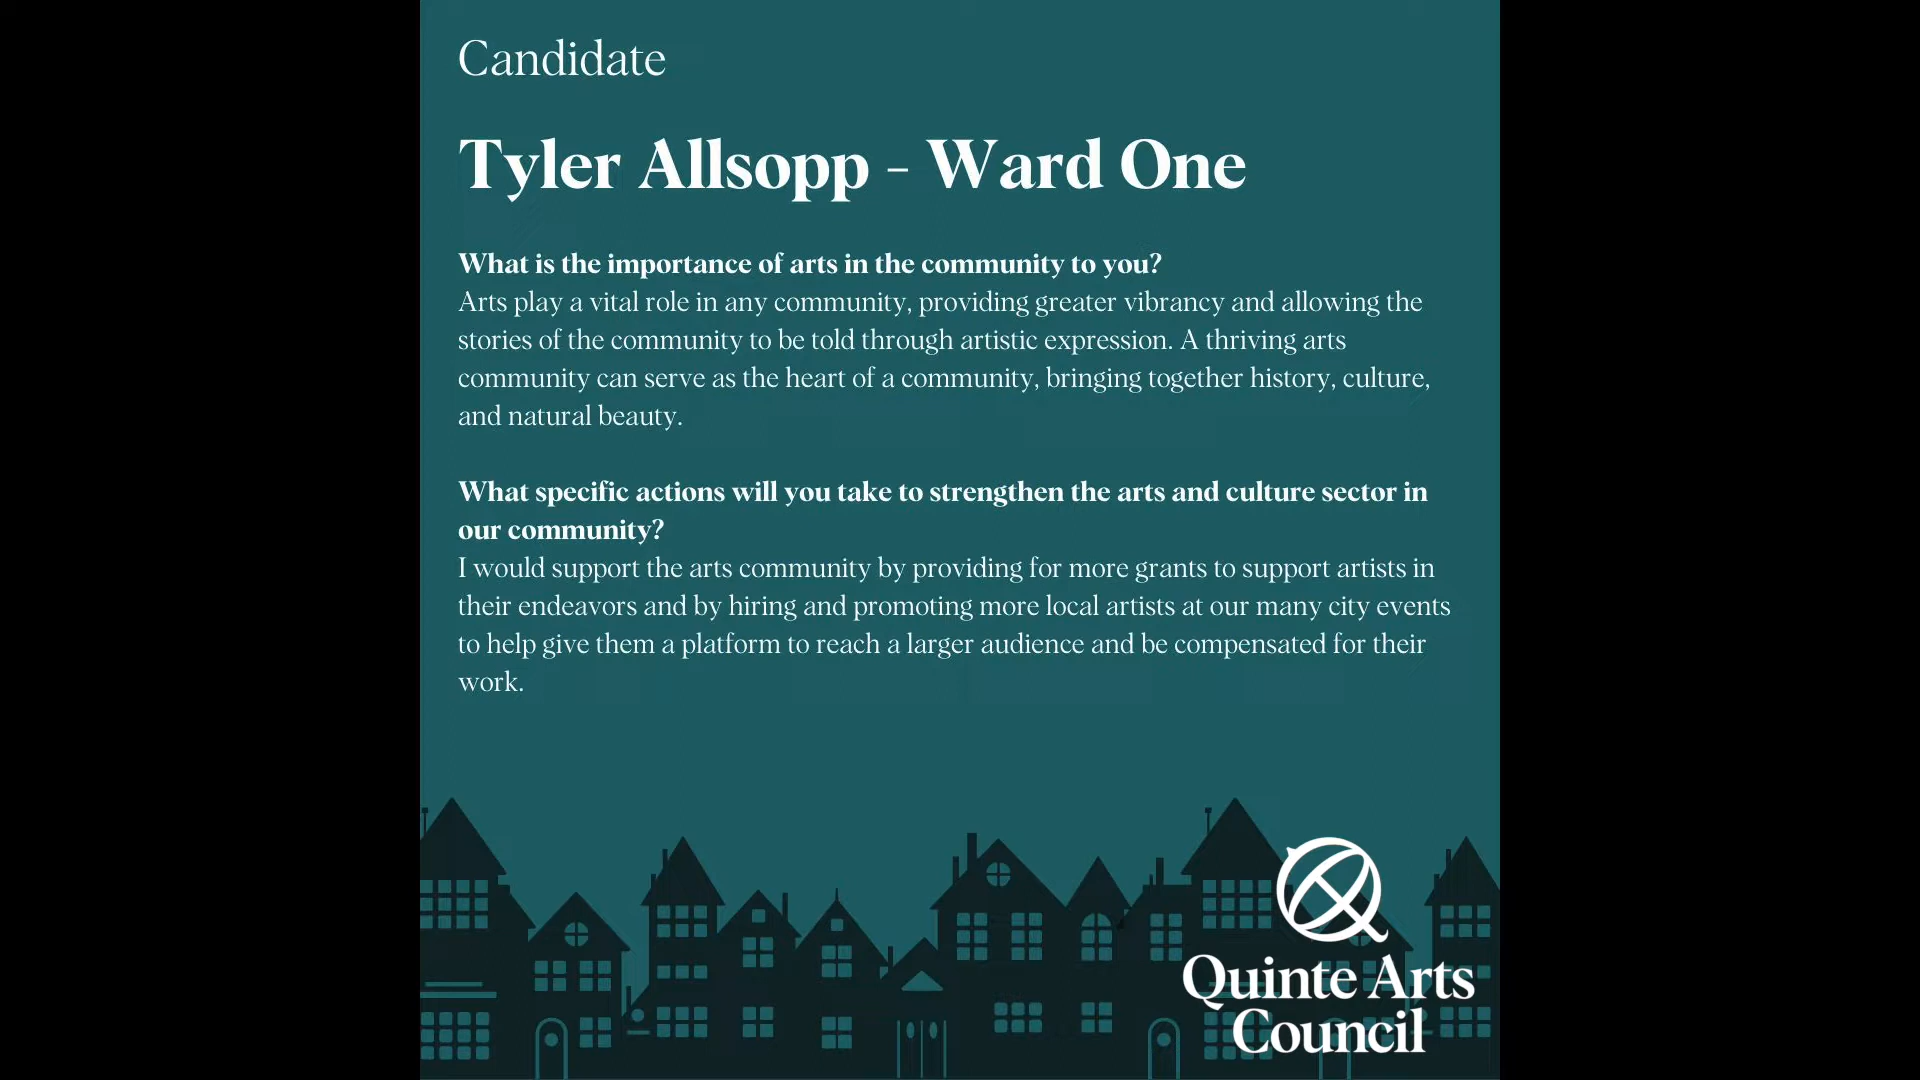 Candidate
Tyler Allsopp - Ward One
What is the importance of arts in the community to you?
Arts play a vital role in any community, providing greater vibrancy and allowing the
stories of the community to be told through artistic expression. A thriving arts
community can serve as the heart of a community, bringing together history, culture,
and natural beauty.
What specific actions will you take to strengthen the arts and culture sector in
our community?
I would support the arts community by providing for more grants to support artists in
their endeavors and by hiring and promoting more local artists at our many city events
to help give them a platform to reach a larger audience and be compensated for their
work.
Quinte Arts
Council